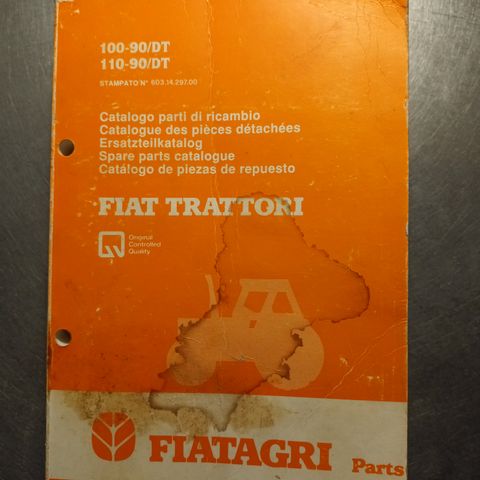 100-90/DT
110-90/DT
STAMPATO N° 603.14.297.00
Catalogo parti di ricambio
Catalogue des pièces détachées
Ersatzteilkatalog
Spare parts catalogue
Catálogo de piezas de repuesto
FIAT TRATTORI
Original
Controlled
Quality
FIATAGRI Parts